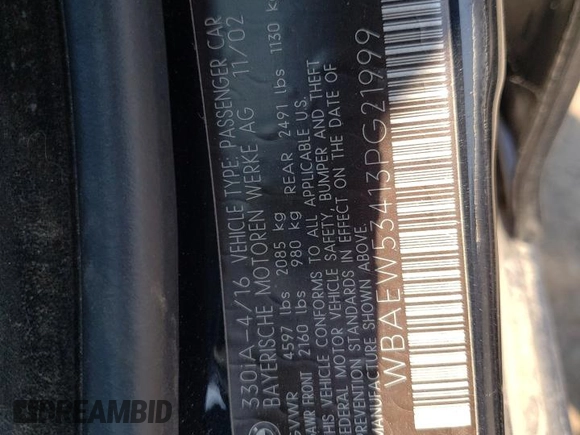 330iA-4/16 VEHICLE TYPE: PASSENGER CAR
BAYERISCHE MOTOREN WERKE AG 11/02
GVWR 4597 lbs 2085 kg
GAWR FRONT 2160 lbs 980 kg REAR 2491 lbs 1130 kg
THIS VEHICLE CONFORMS TO ALL APPLICABLE U.S.
FEDERAL MOTOR VEHICLE SAFETY, BUMPER AND THEFT
PREVENTION STANDARDS IN EFFECT ON THE DATE OF
MANUFACTURE SHOWN ABOVE.
WBAEW53413PG21999
DREAMBID